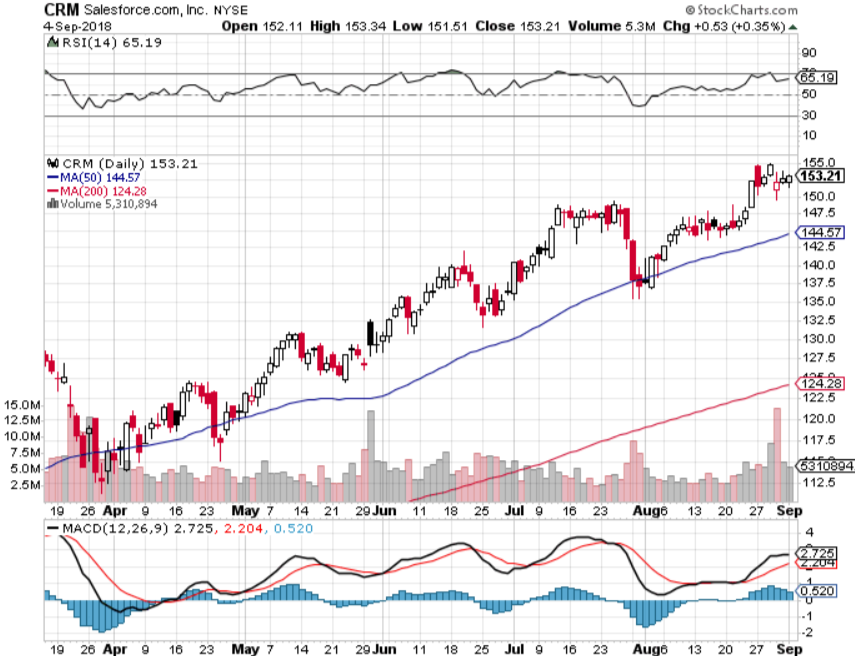 CRM Salesforce.com, Inc. NYSE © StockCharts.com
4-Sep-2018 Open 152.11 High 153.34 Low 151.51 Close 153.21 Volume 5.3M Chg +0.53 (+0.35%)
RSI(14) 65.19
90
65.19
50
30
10
CRM (Daily) 153.21
MA(50) 144.57
MA(200) 124.28
Volume 5,310,894
155.0
153.21
150.0
147.5
144.57
142.5
140.0
137.5
135.0
132.5
130.0
127.5
124.28
122.5
120.0
117.5
5310894
112.5
15.0M
12.5M
10.0M
7.5M
5.0M
2.5M
19 26 Apr 9 16 23 May 7 14 21 29 Jun 11 18 25 Jul 9 16 23 Aug 6 13 20 27 Sep
MACD(12,26,9) 2.725, 2.204, 0.520
4
2.725
2.204
1
0.520
0
-1
-2
19 26 Apr 9 16 23 May 7 14 21 29 Jun 11 18 25 Jul 9 16 23 Aug 6 13 20 27 Sep